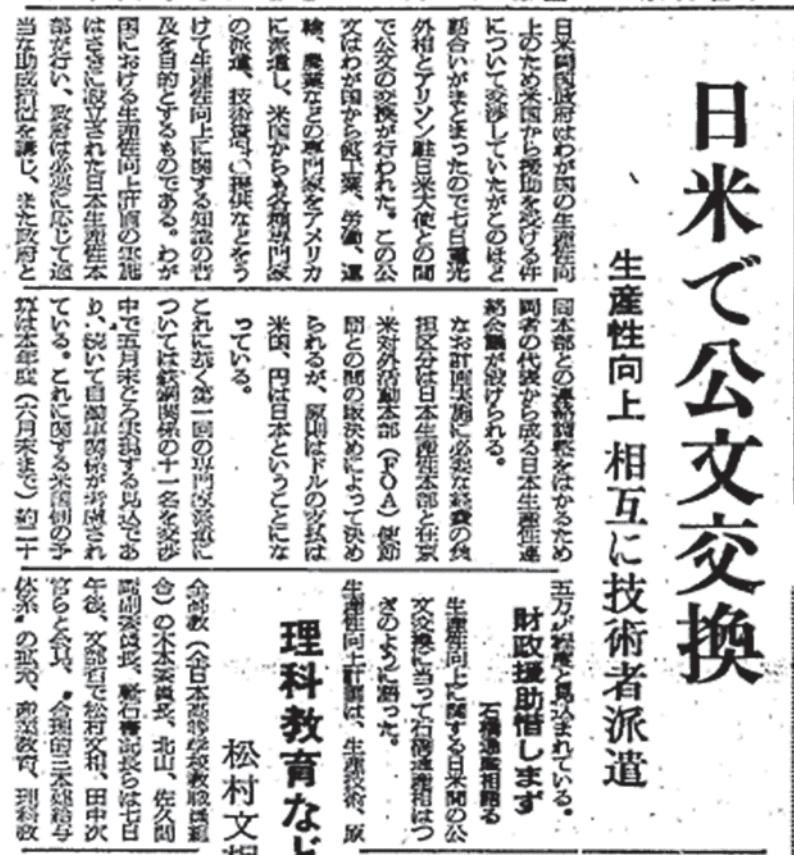 日米で公文交換
生産性向上 相互に技術者派遣
日米両国政府はわが国の生産性向
上のため米国から援助を受ける件
について交渉していたがこのほど
話合いがまとまったので七日重光
外相とアリソン駐日米大使との間
で公文の交換が行われた。この公
文はわが国から鉱工業、労働、運
輸、農業などの専門家をアメリカ
に派遣し、米国からも各種専門家
の派遣、技術資料の提供などをう
けて生産性向上に関する知識の普
及を目的とするものである。わが
国における生産性向上計画の実施
はさきに設立された日本生産性本
部が行い、政府は必要に応じて適
当な助成措置を講じ、また政府と
同本部との連絡調整をはかるため
両者の代表から成る日本生産性連
絡会議が設けられる。
なお計画実施に必要な経費の負
担区分は日本生産性本部と在京
米対外活動本部（FOA）使節
団との間の取決めによって決め
られるが、原則はドルの支払は
米国、円は日本ということにな
っている。
これに基く第一回の専門家派遣に
ついては鉄鋼関係の十一名を交渉
中で五月末ごろ実現する見込であ
り、続いて自動車関係が考慮され
ている。これに関する米国側の予
算は本年度（六月末まで）約二十
五万㌦程度と見込まれている。
財政援助惜しまず
石橋通産相語る
生産性向上に関する日米間の公
文交換に当って石橋通産相はつ
ぎのように語った。
生産性向上計画は、生産技術、原
理科教育など
松村文相
全高教（全日本高等学校教職員組
合）の木本委員長、北山、佐久間
両副委員長、軽石書記長らは七日
午後、文部省で松村文相、田中次
官らと会見、〝合理的三本建給与
体系〟の拡充、産業教育、理科教